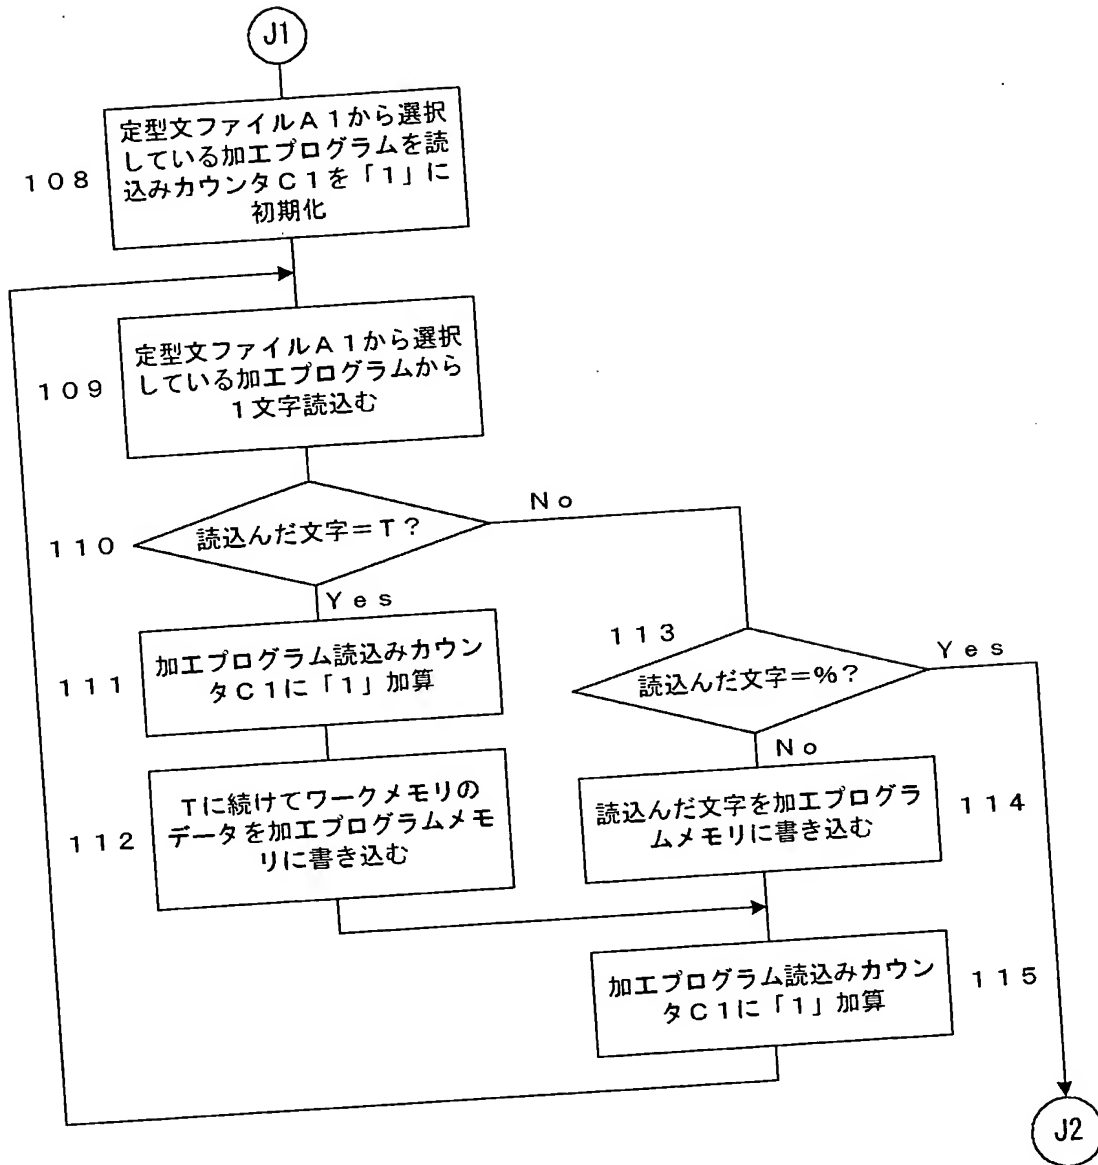 J1
定型文ファイルA1から選択
している加工プログラムを読
込みカウンタC1を「1」に
初期化
108
定型文ファイルA1から選択
している加工プログラムから
1文字読込む
109
読込んだ文字=T?
110
No
Yes
加工プログラム読込みカウン
タC1に「1」加算
111
113
読込んだ文字=%?
Yes
No
Tに続けてワークメモリの
データを加工プログラムメモ
リに書き込む
112
読込んだ文字を加工プログラ
ムメモリに書き込む
114
加工プログラム読込みカウン
タC1に「1」加算
115
J2